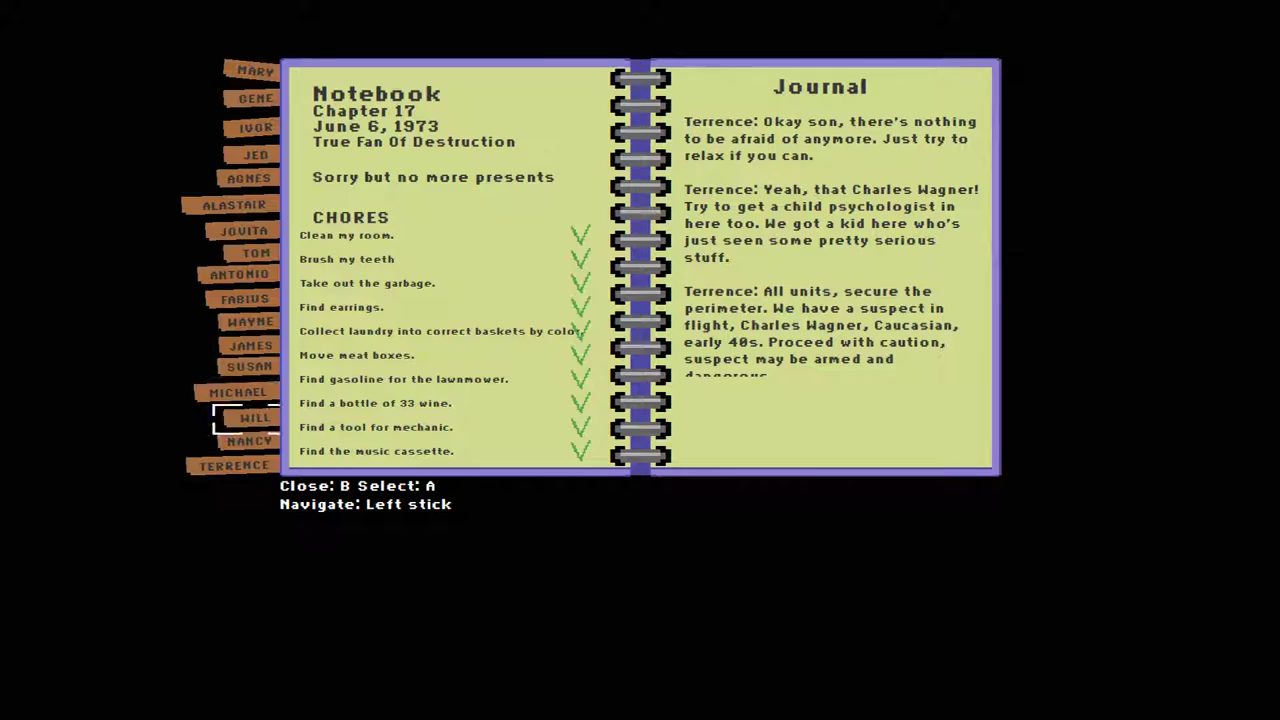 MARY
GENE
IVOR
JED
AGNES
ALASTAIR
JOVITA
TOM
ANTONIO
FABIUS
WAYNE
JAMES
SUSAN
MICHAEL
WILL
NANCY
TERRENCE
Notebook
Chapter 17
June 6, 1973
True Fan Of Destruction
Sorry but no more presents
CHORES
Clean my room.
Brush my teeth
Take out the garbage.
Find earrings.
Collect laundry into correct baskets by color.
Move meat boxes.
Find gasoline for the lawnmower.
Find a bottle of 33 wine.
Find a tool for mechanic.
Find the music cassette.
Journal
Terrence: Okay son, there's nothing
to be afraid of anymore. Just try to
relax if you can.
Terrence: Yeah, that Charles Wagner!
Try to get a child psychologist in
here too. We got a kid here who's
just seen some pretty serious
stuff.
Terrence: All units, secure the
perimeter. We have a suspect in
flight, Charles Wagner, Caucasian,
early 40s. Proceed with caution,
suspect may be armed and
dangerous.
Close: B Select: A
Navigate: Left stick